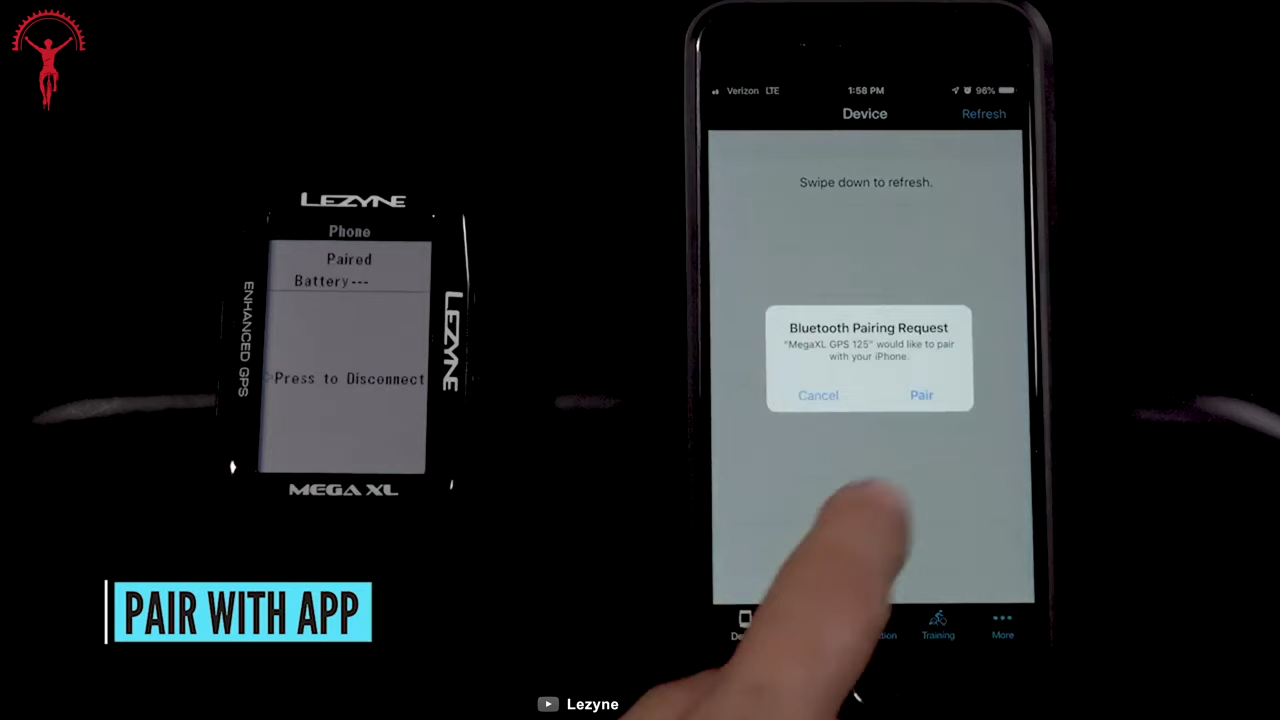 LEZYNE
Phone
Paired
Battery---
Press to Disconnect
ENHANCED GPS
LEZYNE
MEGA XL
Verizon LTE
1:58 PM
96%
Device
Refresh
Swipe down to refresh.
Bluetooth Pairing Request
"MegaXL GPS 125" would like to pair
with your iPhone.
Cancel
Pair
Training
More
PAIR WITH APP
Lezyne